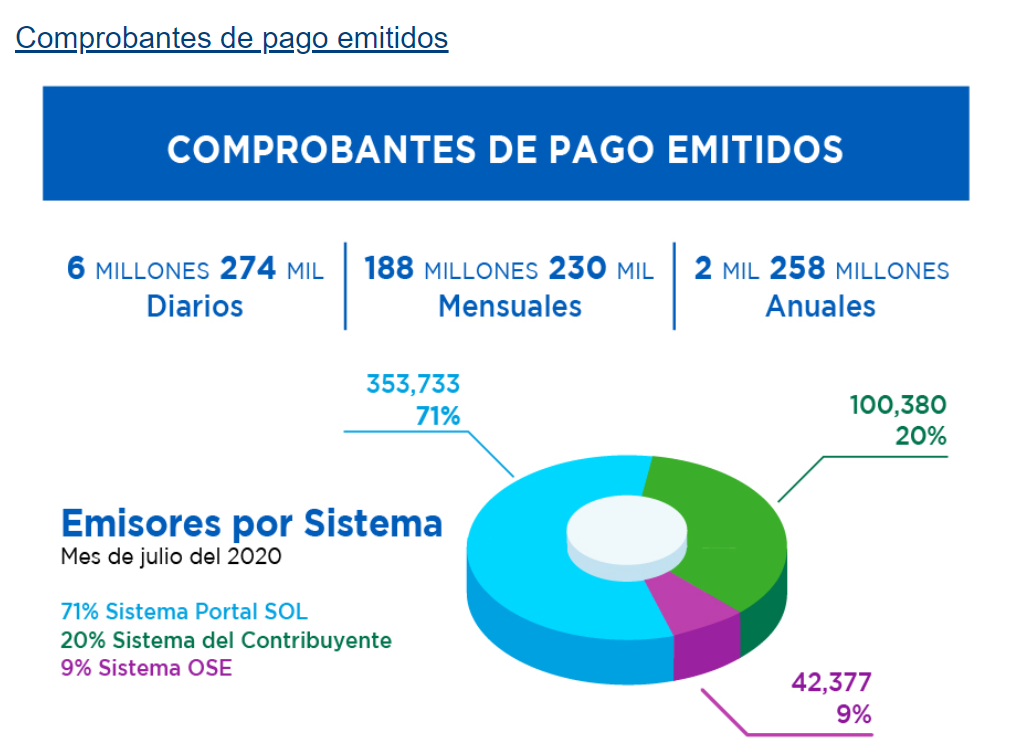 Comprobantes de pago emitidos
COMPROBANTES DE PAGO EMITIDOS
6 MILLONES 274 MIL
Diarios
188 MILLONES 230 MIL
Mensuales
2 MIL 258 MILLONES
Anuales
353,733
71%
100,380
20%
Emisores por Sistema
Mes de julio del 2020
71% Sistema Portal SOL
20% Sistema del Contribuyente
9% Sistema OSE
42,377
9%